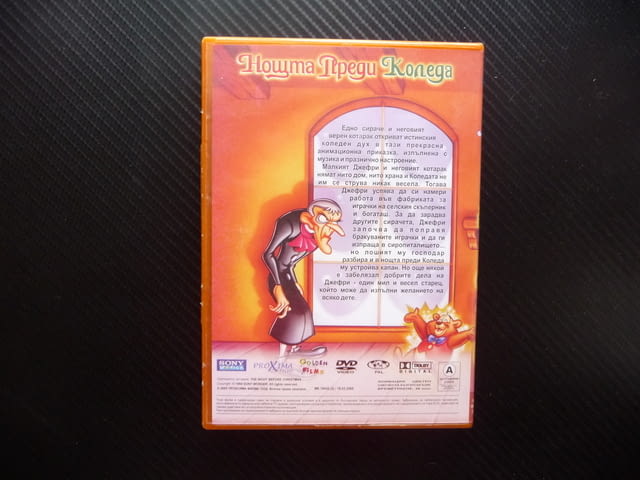 Нощта Преди Коледа
Едно сираче и неговият
верен котарак откриват истинския
коледен дух в тази прекрасна
анимационна приказка, изпълнена с
музика и празнично настроение.
Малкият Джефри и неговият котарак
нямат нито дом, нито храна и Коледата не
им се струва никак весела. Тогава
Джефри успява да си намери
работа във фабриката за
играчки на селския скъперник
и богаташ. За да зарадва
другите сирачета, Джефри
започва да поправя
бракуваните играчки и да ги
изпраща в сиропиталището...
но лошият му господар
разбира и в нощта преди Коледа
му устройва капан. Но още някой
е забелязал добрите дела на
Джефри - един мил и весел старец,
който може да изпълни желанието на
всяко дете.
SONY
PROXIMA
GOLDEN
FILMS
DVD
VIDEO
PAL
DOLBY
DIGITAL
A